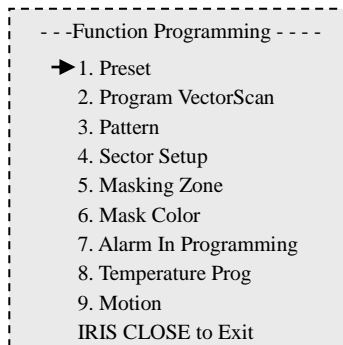 - - -Function Programming - - - -
1. Preset
2. Program VectorScan
3. Pattern
4. Sector Setup
5. Masking Zone
6. Mask Color
7. Alarm In Programming
8. Temperature Prog
9. Motion
IRIS CLOSE to Exit